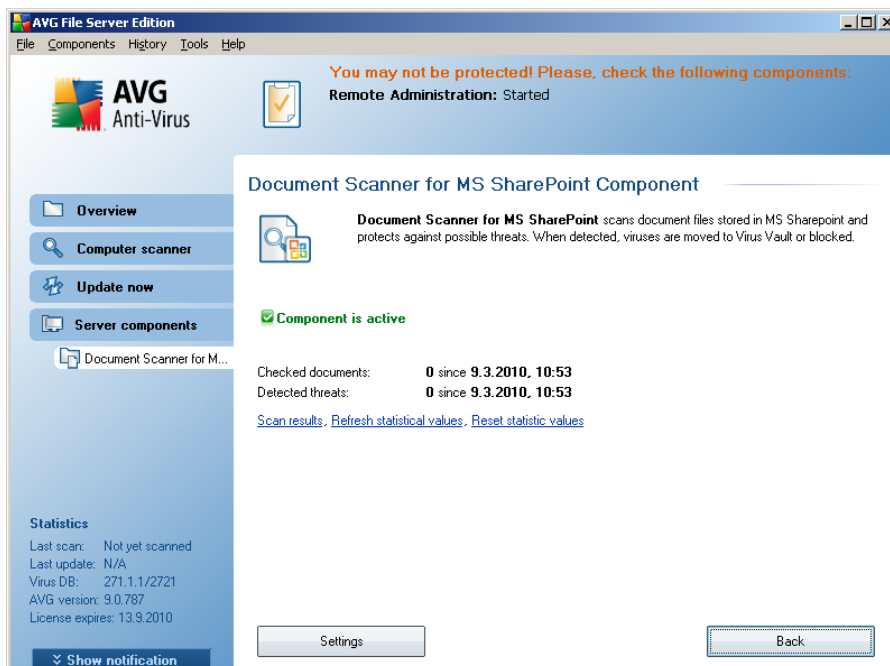 AVG File Server Edition
File Components History Tools Help
AVG
Anti-Virus
You may not be protected! Please, check the following components:
Remote Administration: Started
Overview
Computer scanner
Update now
Server components
Document Scanner for M...
Document Scanner for MS SharePoint Component
Document Scanner for MS SharePoint scans document files stored in MS Sharepoint and
protects against possible threats. When detected, viruses are moved to Virus Vault or blocked.
Component is active
Checked documents: 0 since 9.3.2010, 10:53
Detected threats: 0 since 9.3.2010, 10:53
Scan results, Refresh statistical values, Reset statistic values
Statistics
Last scan: Not yet scanned
Last update: N/A
Virus DB: 271.1.1/2721
AVG version: 9.0.787
License expires: 13.9.2010
Show notification
Settings
Back